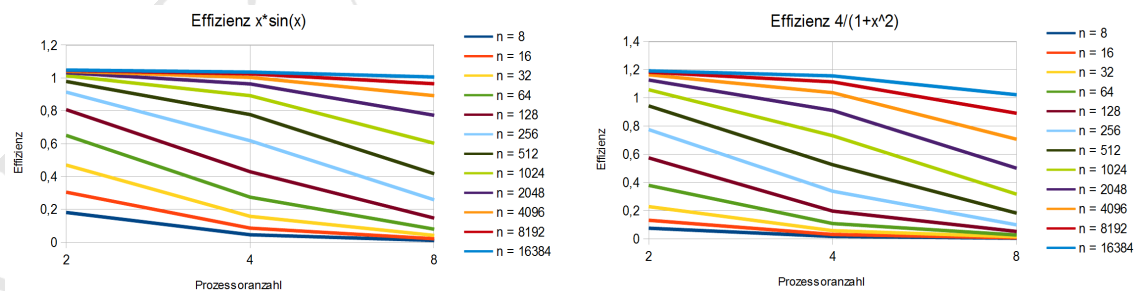 Effizienz x*sin(x)
1,2
1
0,8
0,6
0,4
0,2
0
Effizienz
2
4
8
Prozessoranzahl
n = 8
n = 16
n = 32
n = 64
n = 128
n = 256
n = 512
n = 1024
n = 2048
n = 4096
n = 8192
n = 16384
Effizienz 4/(1+x^2)
1,4
1,2
1
0,8
0,6
0,4
0,2
0
Effizienz
2
4
8
Prozessoranzahl
n = 8
n = 16
n = 32
n = 64
n = 128
n = 256
n = 512
n = 1024
n = 2048
n = 4096
n = 8192
n = 16384